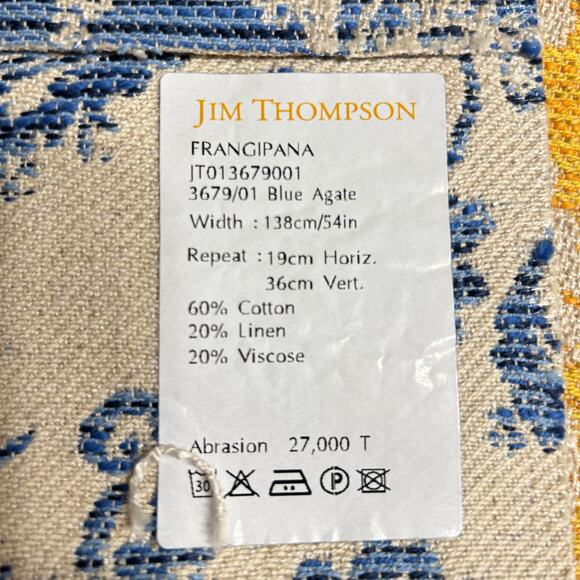 JIM THOMPSON
FRANGIPANA
JT013679001
3679/01 Blue Agate
Width : 138cm/54in
Repeat : 19cm Horiz.
36cm Vert.
60% Cotton
20% Linen
20% Viscose
Abrasion 27,000 T
30 P